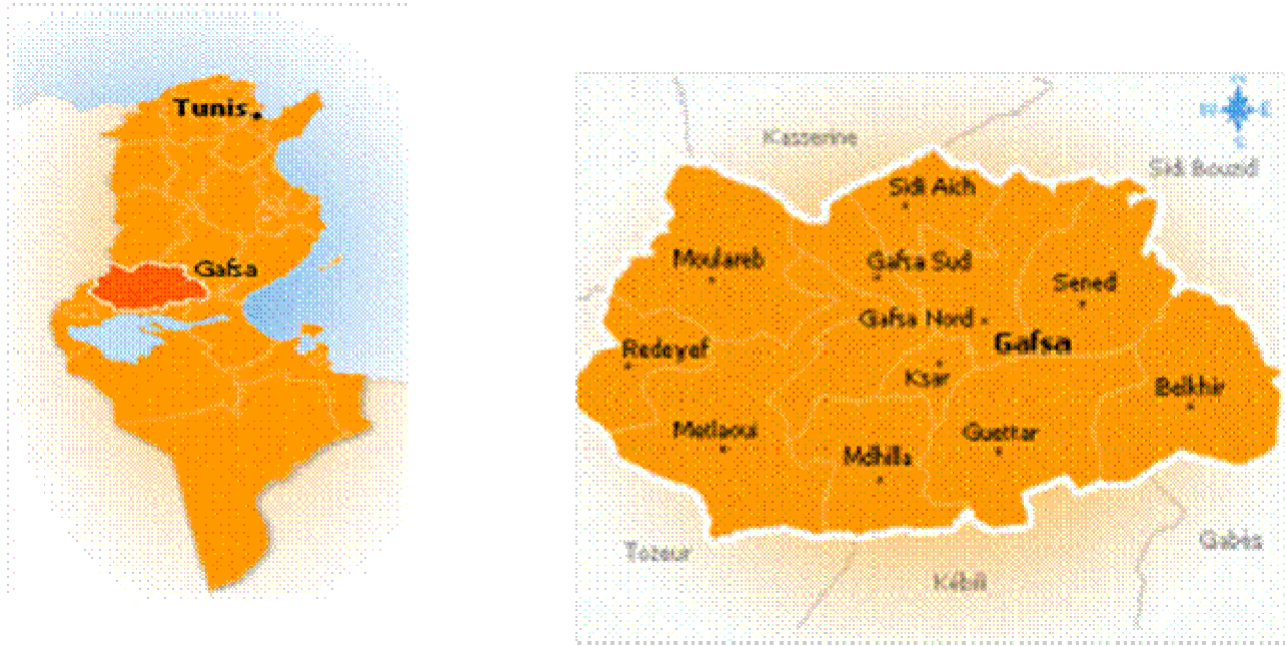 Tunis
Gafsa
N
W E
S
Kasserine
Sidi Bouzid
Sidi Aich
Moulareb
Gafsa Sud
Sened
Gafsa Nord
Gafsa
Redeyef
Ksar
Belkhir
Metlaoui
Mdhilla
Guettar
Tozeur
Kébili
Gabés